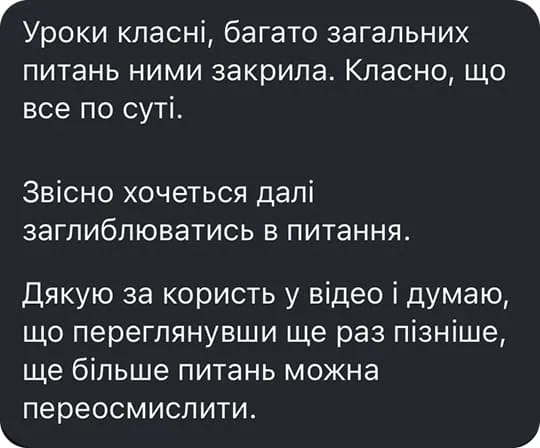 Уроки класні, багато загальних
питань ними закрила. Класно, що
все по суті.
Звісно хочеться далі
заглиблюватись в питання.
Дякую за користь у відео і думаю,
що переглянувши ще раз пізніше,
ще більше питань можна
переосмислити.